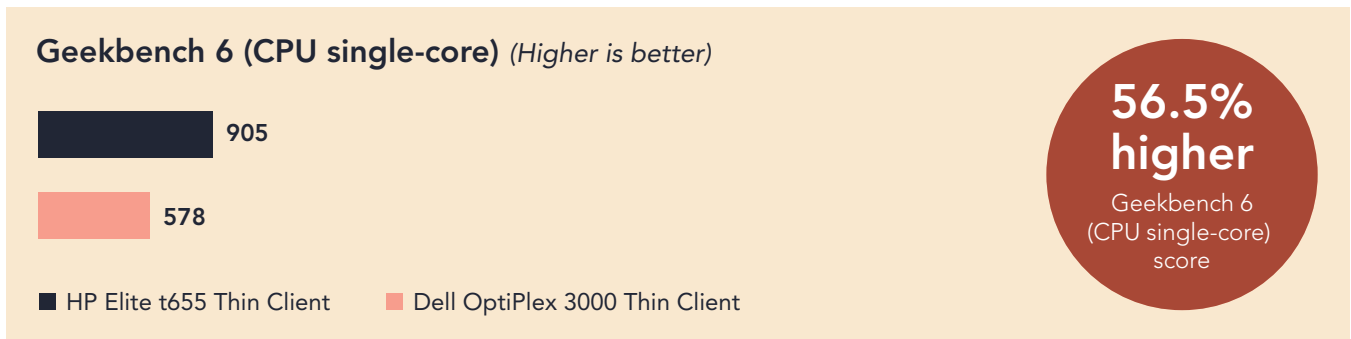 Geekbench 6 (CPU single-core) (Higher is better)
905
578
HP Elite t655 Thin Client
Dell OptiPlex 3000 Thin Client
56.5%
higher
Geekbench 6
(CPU single-core)
score